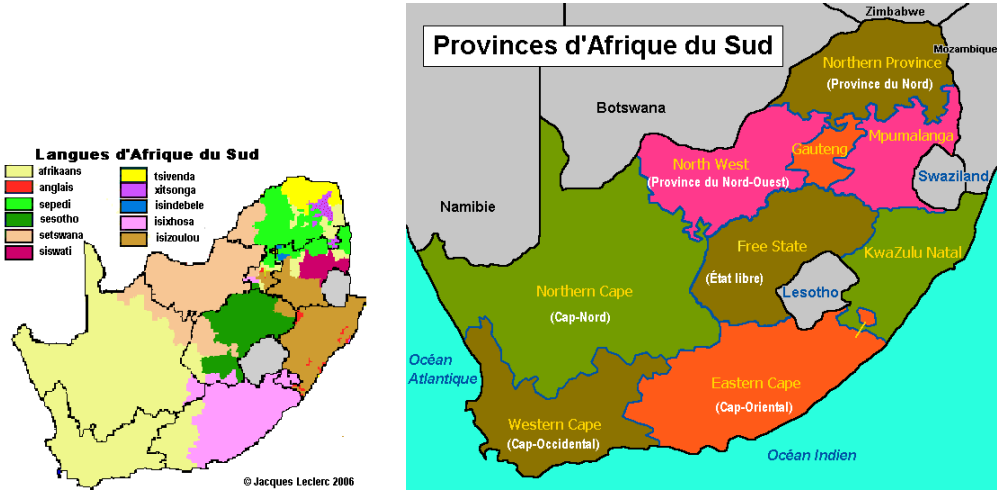 Langues d'Afrique du Sud
afrikaans
anglais
sepedi
sesotho
setswana
siswati
tsivenda
xitsonga
isindebele
isixhosa
isizoulou
© Jacques Leclerc 2006
Provinces d'Afrique du Sud
Zimbabwe
Mozambique
Northern Province
(Province du Nord)
Botswana
Mpumalanga
Gauteng
North West
(Province du Nord-Ouest)
Swaziland
Namibie
Free State
(État libre)
KwaZulu Natal
Lesotho
Northern Cape
(Cap-Nord)
Océan
Atlantique
Eastern Cape
(Cap-Oriental)
Western Cape
(Cap-Occidental)
Océan Indien